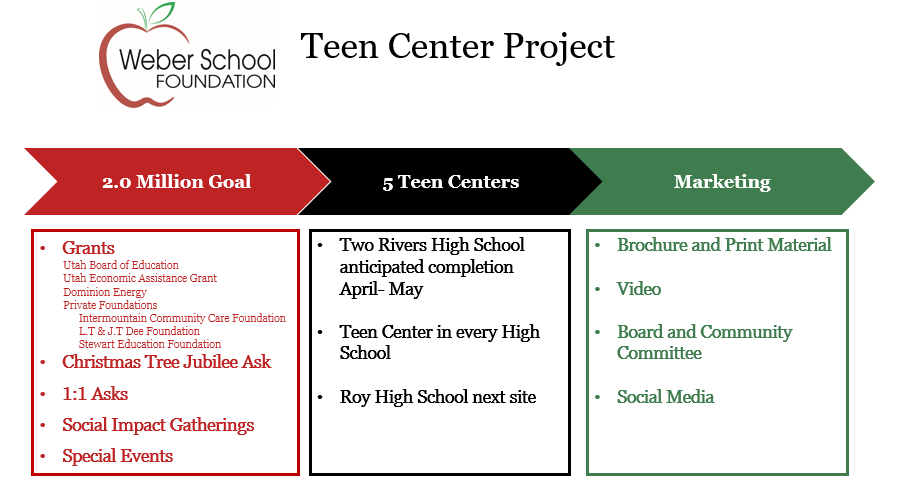 Weber School
FOUNDATION
Teen Center Project
2.0 Million Goal
5 Teen Centers
Marketing
• Grants
Utah Board of Education
Utah Economic Assistance Grant
Dominion Energy
Private Foundations
Intermountain Community Care Foundation
L.T & J.T Dee Foundation
Stewart Education Foundation
• Christmas Tree Jubilee Ask
• 1:1 Asks
• Social Impact Gatherings
• Special Events
• Two Rivers High School
anticipated completion
April- May
• Teen Center in every High
School
• Roy High School next site
• Brochure and Print Material
• Video
• Board and Community
Committee
• Social Media